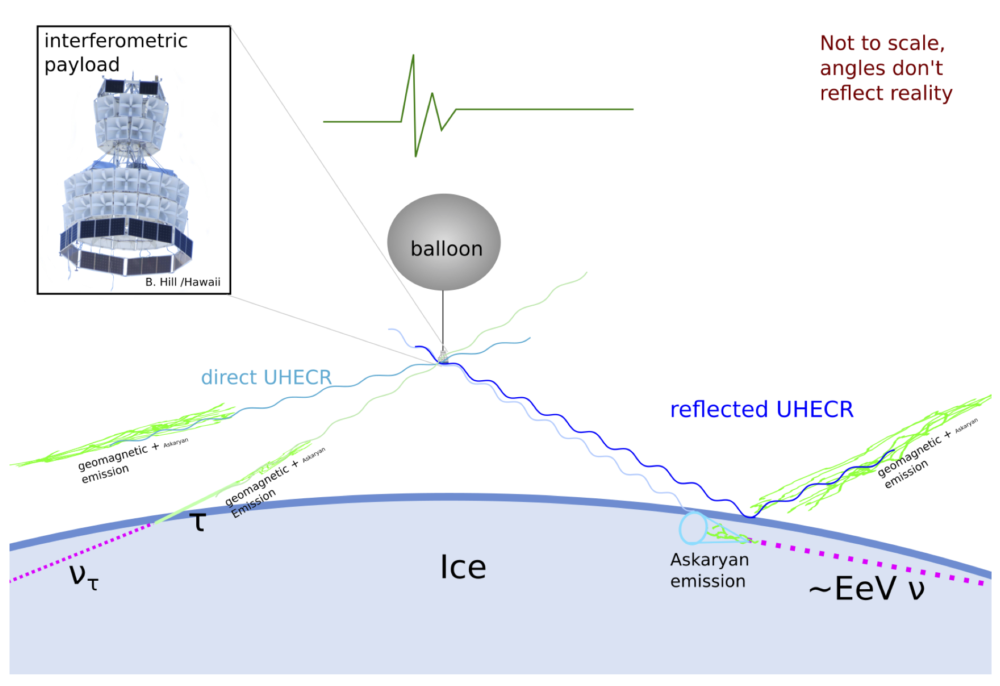 interferometric
payload
B. Hill /Hawaii
Not to scale,
angles don't
reflect reality
balloon
direct UHECR
reflected UHECR
geomagnetic + Askaryan
emission
geomagnetic + Askaryan
Emission
geomagnetic + Askaryan
emission
τ
ντ
Ice
Askaryan
emission
~EeV ν